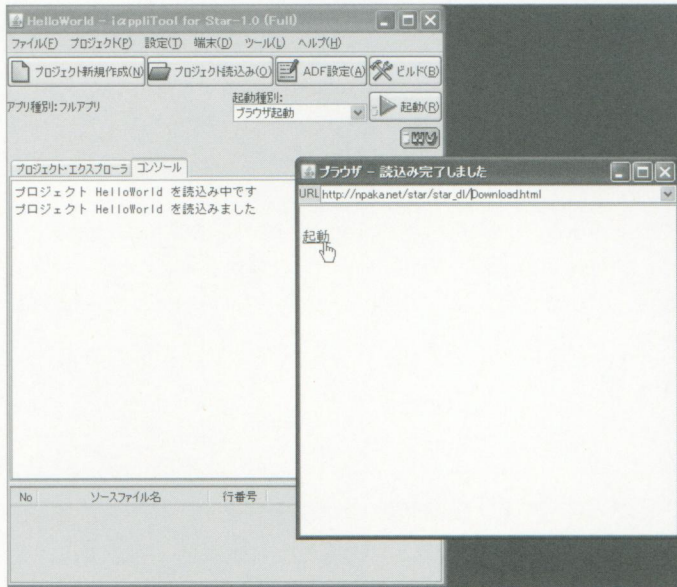 HelloWorld - iαppliTool for Star-1.0 (Full)
ファイル(F) プロジェクト(P) 設定(T) 端末(D) ツール(L) ヘルプ(H)
プロジェクト新規作成(N) プロジェクト読込み(O) ADF設定(A) ビルド(B)
アプリ種別: フルアプリ
起動種別:
ブラウザ起動
起動(R)
プロジェクト・エクスプローラ コンソール
プロジェクト HelloWorld を読込み中です
プロジェクト HelloWorld を読込みました
No ソースファイル名 行番号
ブラウザ - 読込み完了しました
URL http://npaka.net/star/star_dl/Download.html
起動